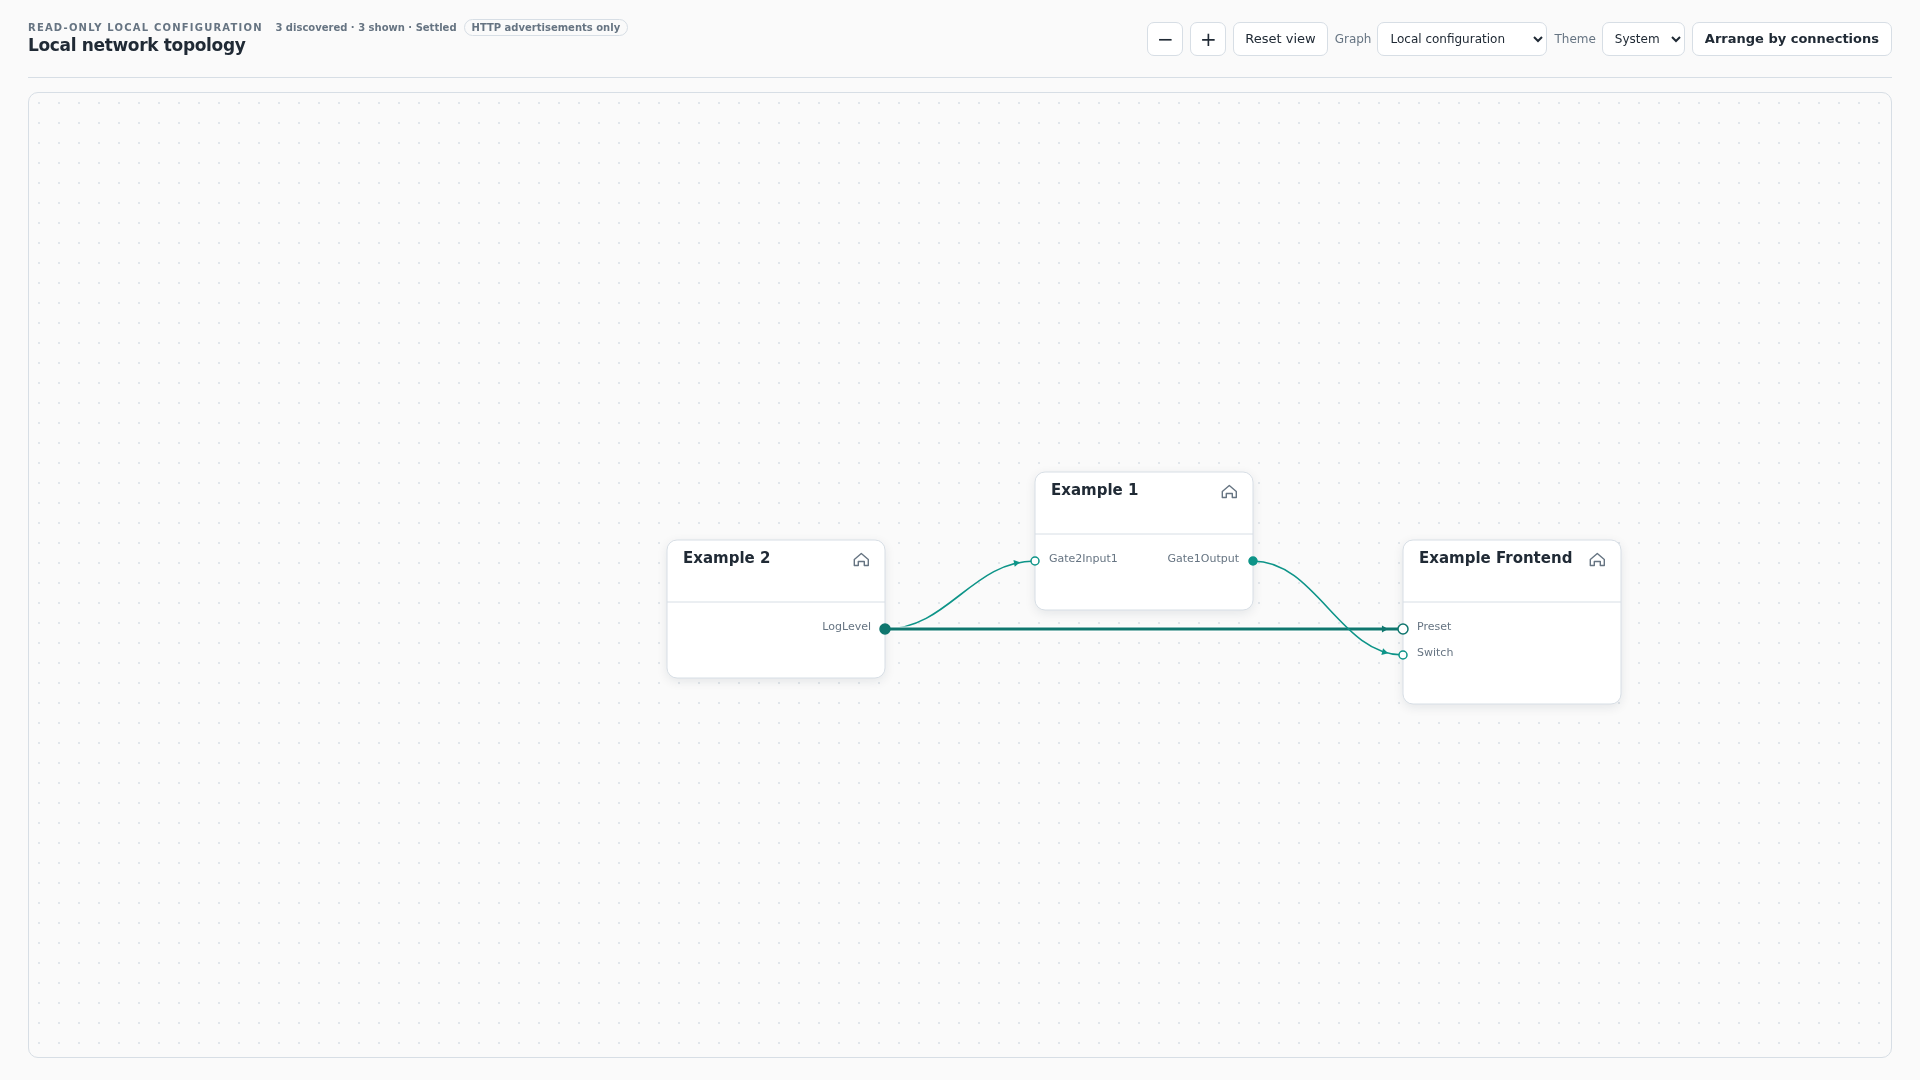 READ-ONLY LOCAL CONFIGURATION 3 discovered · 3 shown · Settled HTTP advertisements only
Local network topology
− + Reset view Graph Local configuration Theme System Arrange by connections
Example 1
Gate2Input1 Gate1Output
Example 2
LogLevel
Example Frontend
Preset
Switch